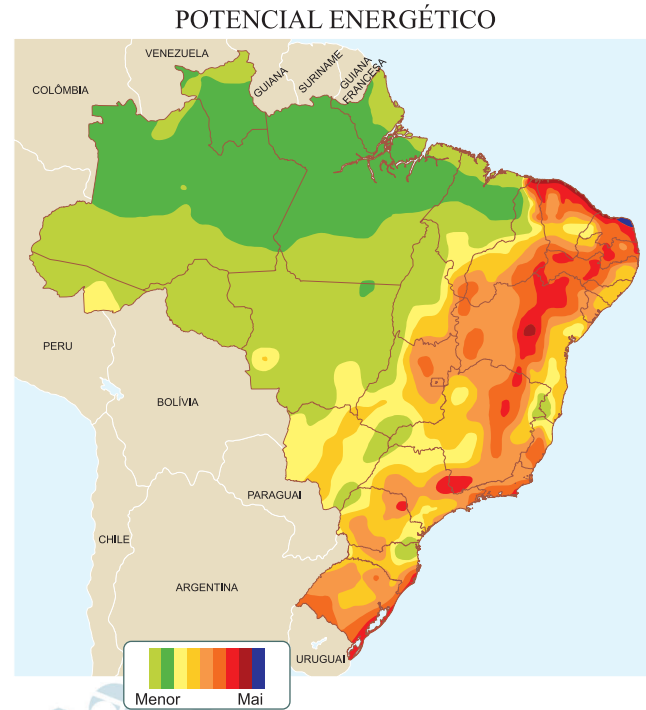 POTENCIAL ENERGÉTICO
VENEZUELA
COLÔMBIA
GUIANA
SURINAME
GUIANA
FRANCESA
PERU
BOLÍVIA
PARAGUAI
CHILE
ARGENTINA
URUGUAI
Menor Mai